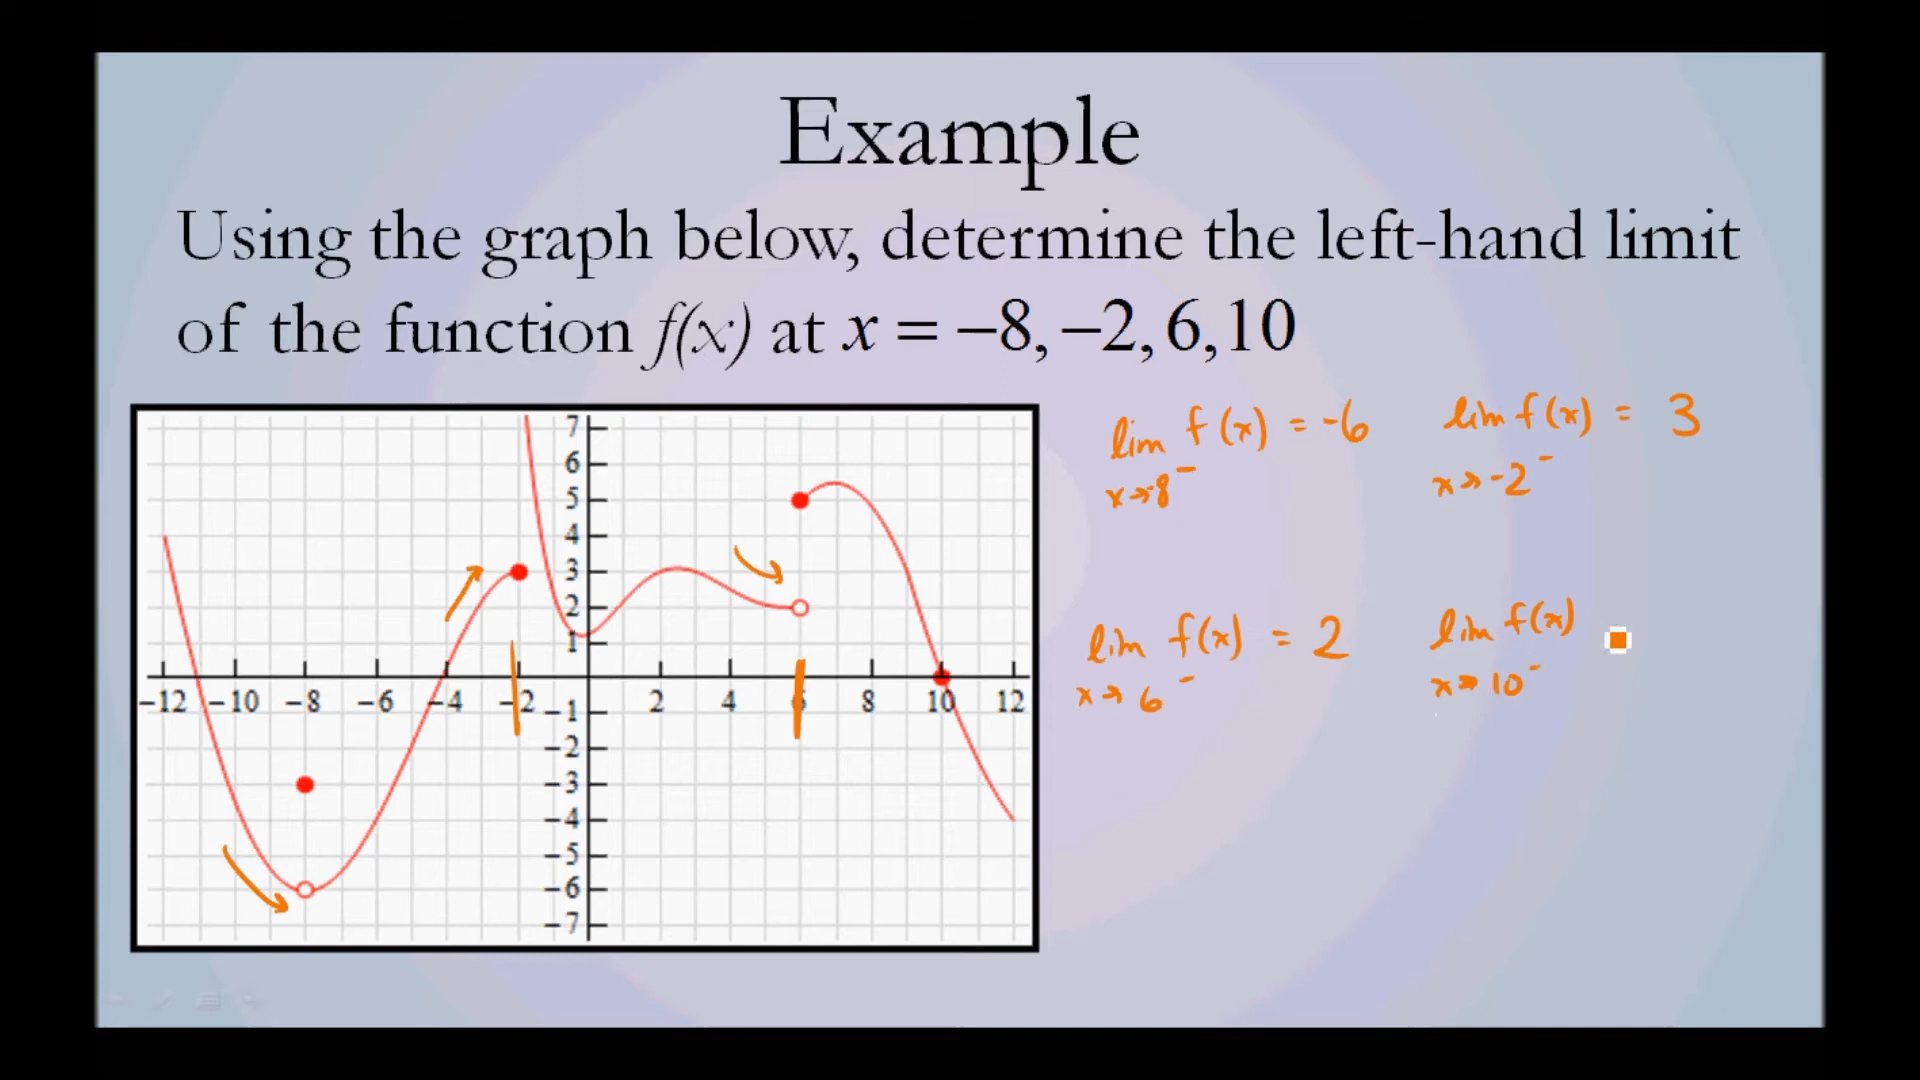 Example
Using the graph below, determine the left-hand limit
of the function f(x) at x = −8, −2, 6, 10
lim f(x) = -6
x→-8⁻
lim f(x) = 3
x→-2⁻
7
6
5
4
3
2
1
−12 −10 −8 −6 −4 −2 2 4 6 8 10 12
−1
−2
−3
−4
−5
−6
−7
lim f(x) = 2
x→6⁻
lim f(x)
x→10⁻